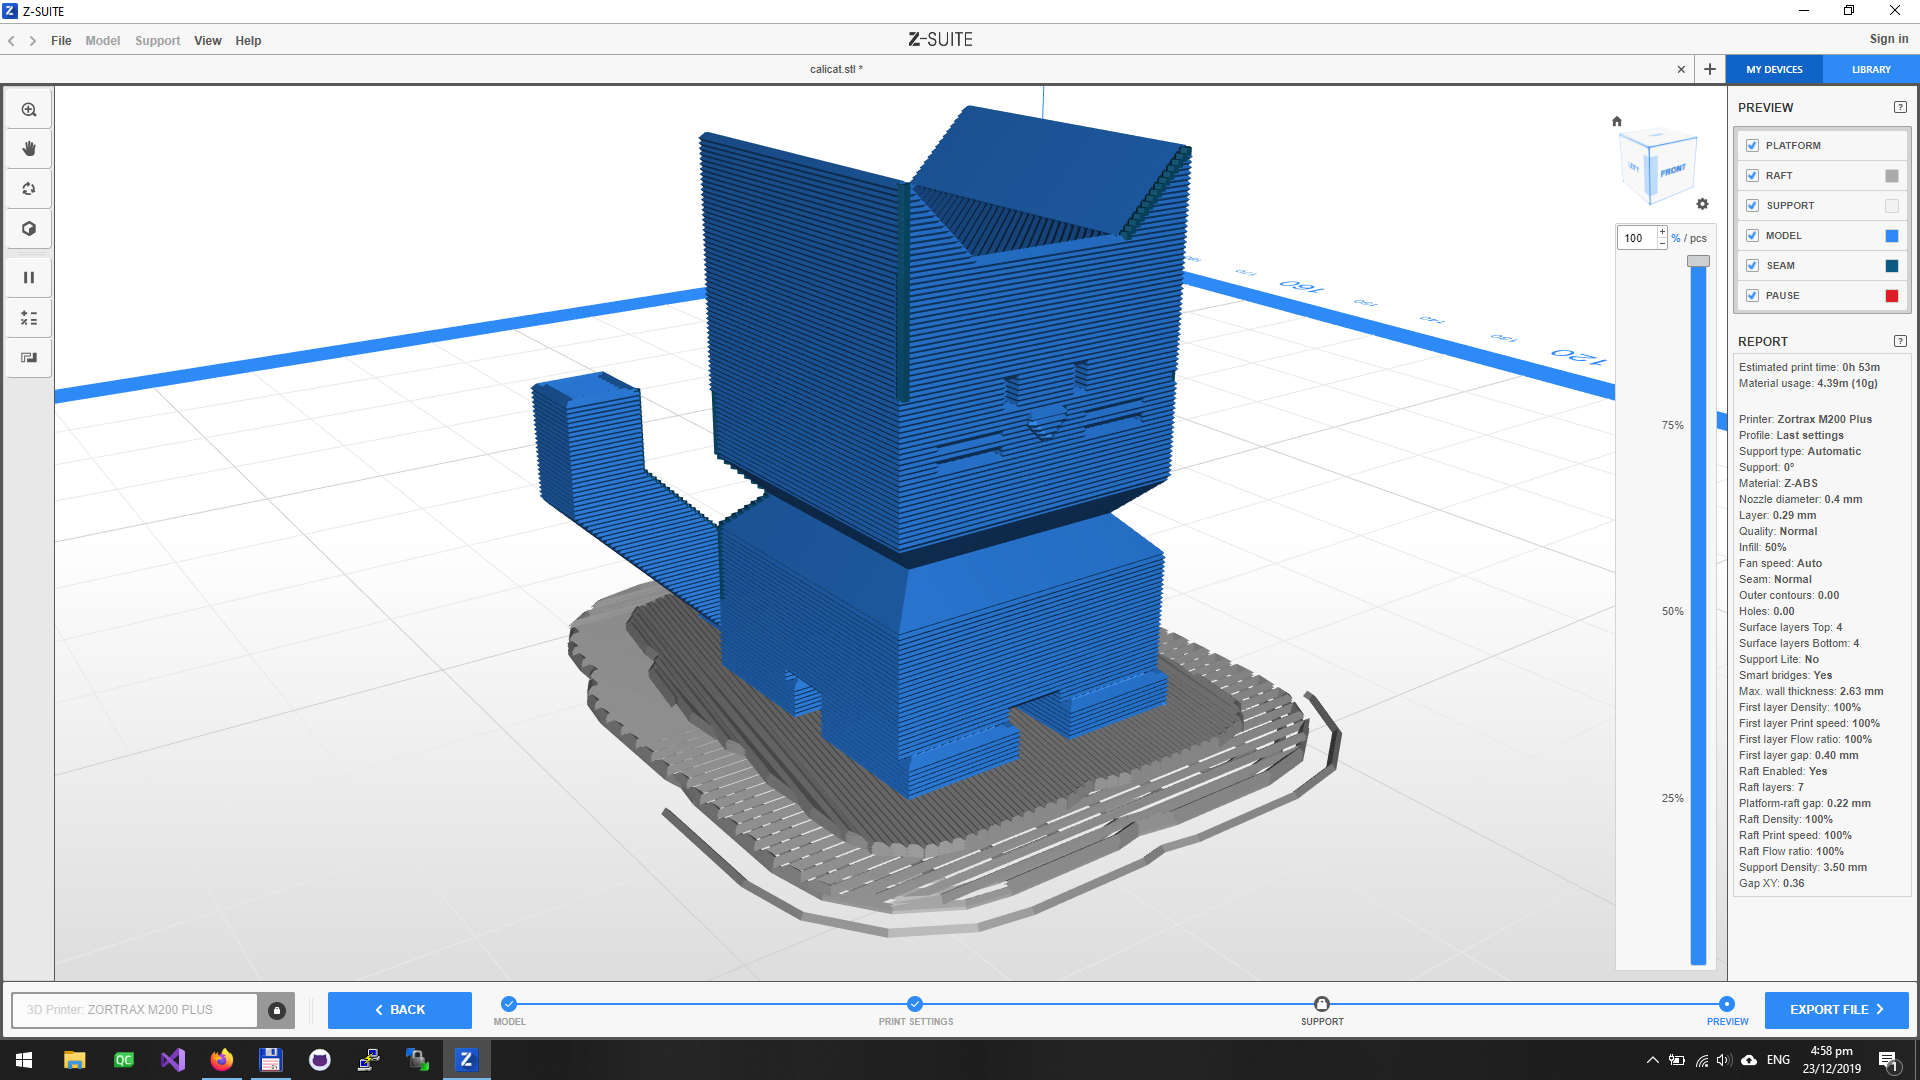 Z-SUITE
File Model Support View Help
Z-SUITE
Sign in
calicat.stl *
MY DEVICES
LIBRARY
PREVIEW
PLATFORM
RAFT
SUPPORT
MODEL
SEAM
PAUSE
LEFT
FRONT
100 % / pcs
75%
50%
25%
160
150
140
130
120
REPORT
Estimated print time: 0h 53m
Material usage: 4.39m (10g)
Printer: Zortrax M200 Plus
Profile: Last settings
Support type: Automatic
Support: 0°
Material: Z-ABS
Nozzle diameter: 0.4 mm
Layer: 0.29 mm
Quality: Normal
Infill: 50%
Fan speed: Auto
Seam: Normal
Outer contours: 0.00
Holes: 0.00
Surface layers Top: 4
Surface layers Bottom: 4
Support Lite: No
Smart bridges: Yes
Max. wall thickness: 2.63 mm
First layer Density: 100%
First layer Print speed: 100%
First layer Flow ratio: 100%
First layer gap: 0.40 mm
Raft Enabled: Yes
Raft layers: 7
Platform-raft gap: 0.22 mm
Raft Density: 100%
Raft Print speed: 100%
Raft Flow ratio: 100%
Support Density: 3.50 mm
Gap XY: 0.36
3D Printer: ZORTRAX M200 PLUS
BACK
MODEL
PRINT SETTINGS
SUPPORT
PREVIEW
EXPORT FILE
QC
ENG
4:58 pm
23/12/2019
1